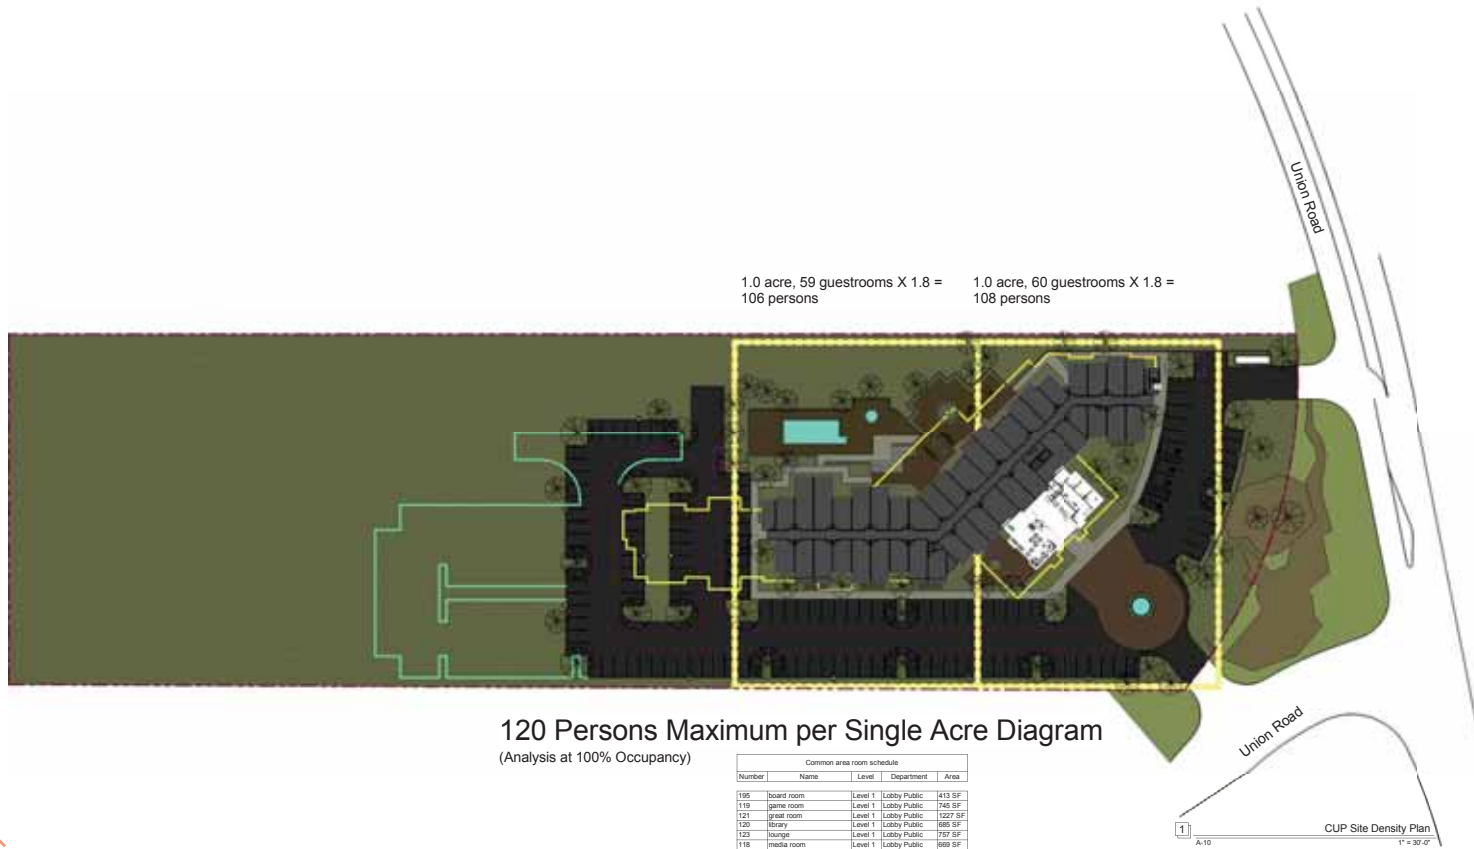 Union Road
1.0 acre, 59 guestrooms X 1.8 =
106 persons
1.0 acre, 60 guestrooms X 1.8 =
108 persons
120 Persons Maximum per Single Acre Diagram
(Analysis at 100% Occupancy)
Union Road
Common area room schedule
Number Name Level Department Area
195 board room Level 1 Lobby Public 413 SF
119 game room Level 1 Lobby Public 745 SF
121 great room Level 1 Lobby Public 1227 SF
120 library Level 1 Lobby Public 685 SF
123 lounge Level 1 Lobby Public 757 SF
118 media room Level 1 Lobby Public 669 SF
1 CUP Site Density Plan
A-10 1" = 30'-0"